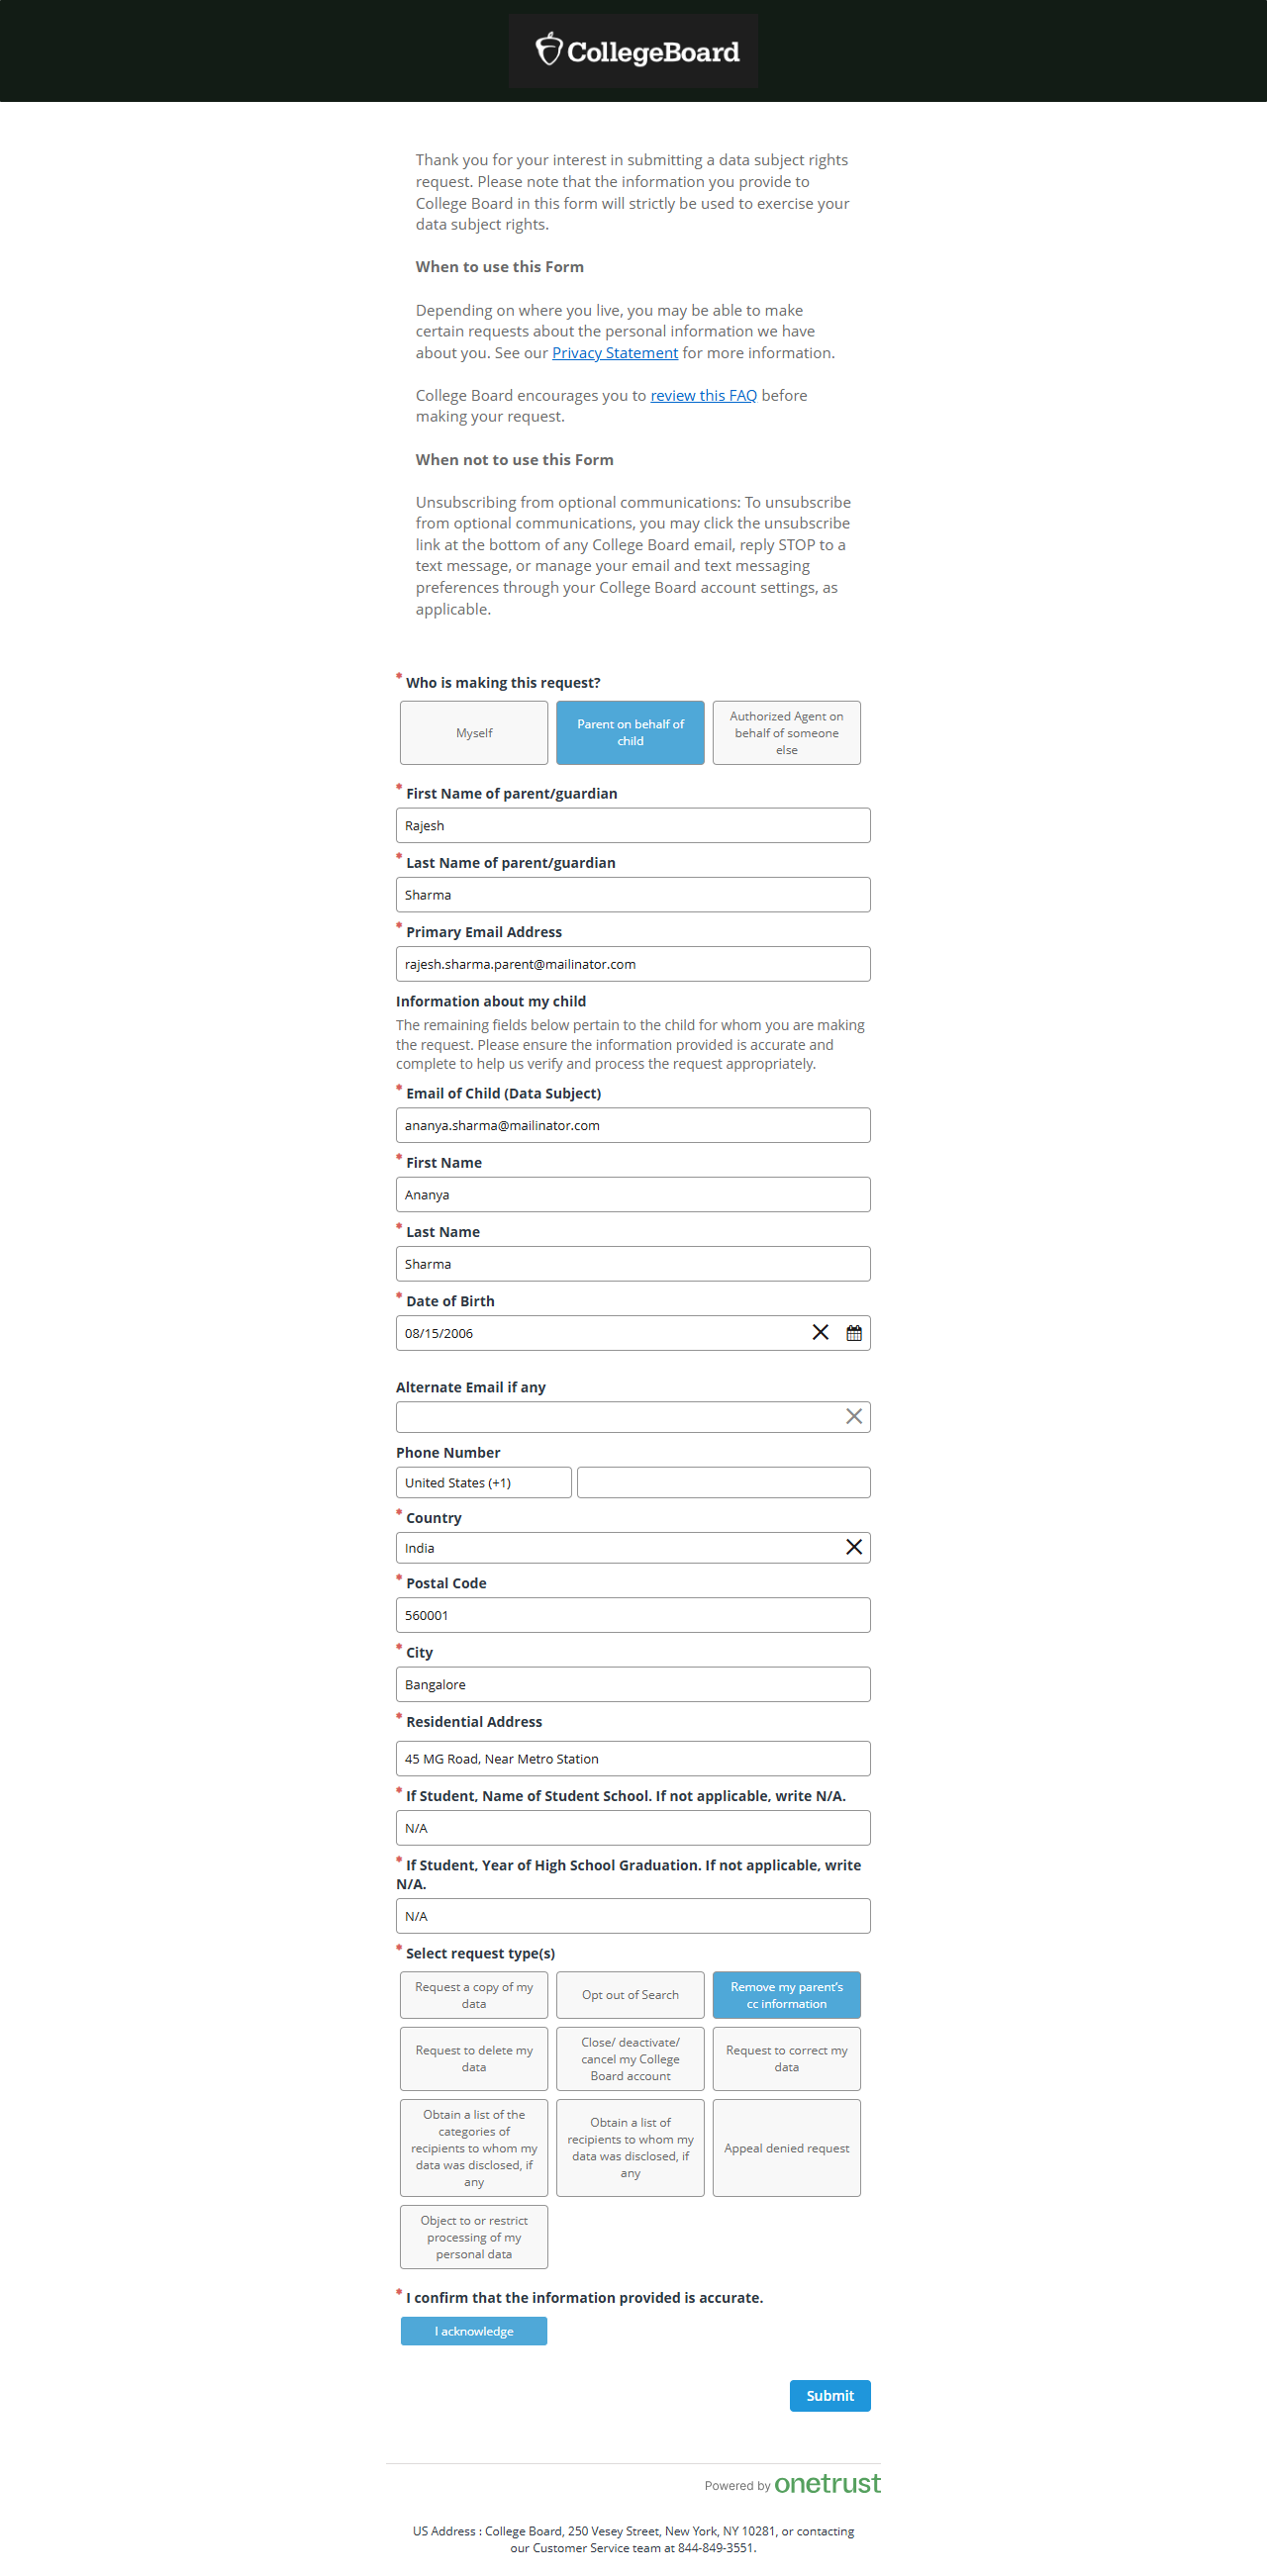 CollegeBoard
Thank you for your interest in submitting a data subject rights
request. Please note that the information you provide to
College Board in this form will strictly be used to exercise your
data subject rights.
When to use this Form
Depending on where you live, you may be able to make
certain requests about the personal information we have
about you. See our Privacy Statement for more information.
College Board encourages you to review this FAQ before
making your request.
When not to use this Form
Unsubscribing from optional communications: To unsubscribe
from optional communications, you may click the unsubscribe
link at the bottom of any College Board email, reply STOP to a
text message, or manage your email and text messaging
preferences through your College Board account settings, as
applicable.
* Who is making this request?
Myself
Parent on behalf of
child
Authorized Agent on
behalf of someone
else
* First Name of parent/guardian
Rajesh
* Last Name of parent/guardian
Sharma
* Primary Email Address
rajesh.sharma.parent@mailinator.com
Information about my child
The remaining fields below pertain to the child for whom you are making
the request. Please ensure the information provided is accurate and
complete to help us verify and process the request appropriately.
* Email of Child (Data Subject)
ananya.sharma@mailinator.com
* First Name
Ananya
* Last Name
Sharma
* Date of Birth
08/15/2006
Alternate Email if any
Phone Number
United States (+1)
* Country
India
* Postal Code
560001
* City
Bangalore
* Residential Address
45 MG Road, Near Metro Station
* If Student, Name of Student School. If not applicable, write N/A.
N/A
* If Student, Year of High School Graduation. If not applicable, write
N/A.
N/A
* Select request type(s)
Request a copy of my
data
Opt out of Search
Remove my parent's
cc information
Request to delete my
data
Close/ deactivate/
cancel my College
Board account
Request to correct my
data
Obtain a list of the
categories of
recipients to whom my
data was disclosed, if
any
Obtain a list of
recipients to whom my
data was disclosed, if
any
Appeal denied request
Object to or restrict
processing of my
personal data
* I confirm that the information provided is accurate.
I acknowledge
Submit
Powered by onetrust
US Address : College Board, 250 Vesey Street, New York, NY 10281, or contacting
our Customer Service team at 844-849-3551.